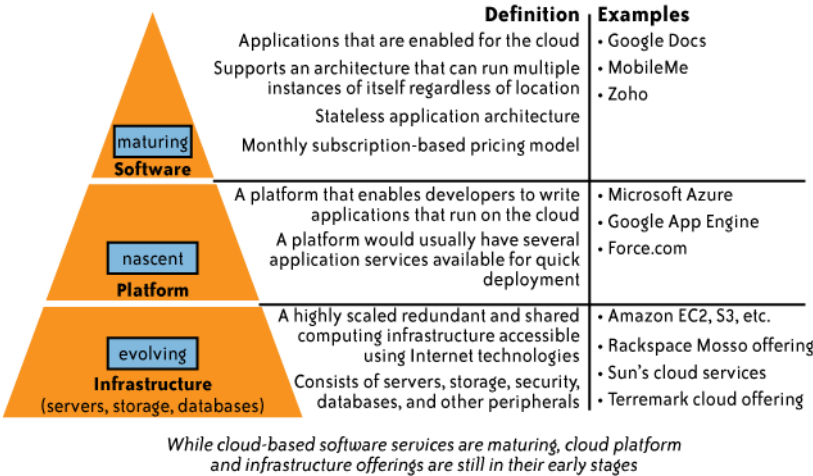 Definition
Examples
Applications that are enabled for the cloud
Supports an architecture that can run multiple
instances of itself regardless of location
Stateless application architecture
Monthly subscription-based pricing model
• Google Docs
• MobileMe
• Zoho
maturing
Software
A platform that enables developers to write
applications that run on the cloud
A platform would usually have several
application services available for quick
deployment
• Microsoft Azure
• Google App Engine
• Force.com
nascent
Platform
A highly scaled redundant and shared
computing infrastructure accessible
using Internet technologies
Consists of servers, storage, security,
databases, and other peripherals
• Amazon EC2, S3, etc.
• Rackspace Mosso offering
• Sun's cloud services
• Terremark cloud offering
evolving
Infrastructure
(servers, storage, databases)
While cloud-based software services are maturing, cloud platform
and infrastructure offerings are still in their early stages